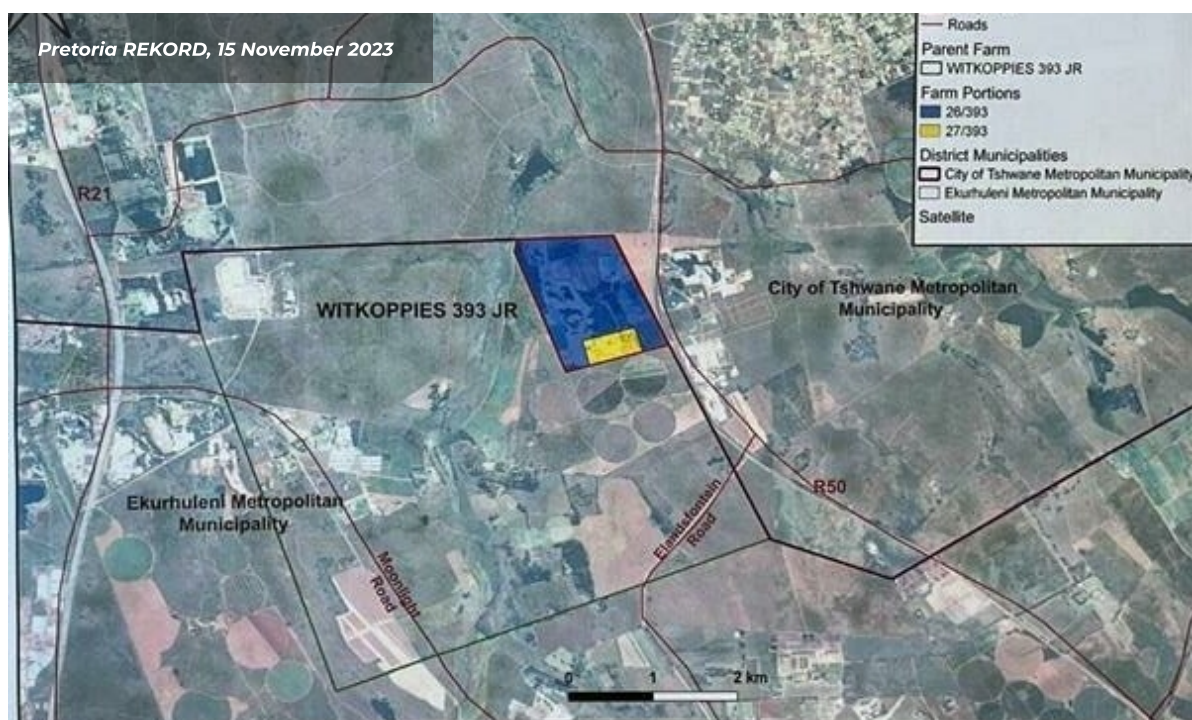 Pretoria REKORD, 15 November 2023
Roads
Parent Farm
WITKOPPIES 393 JR
Farm Portions
26/393
27/393
District Municipalities
City of Tshwane Metropolitan Municipality
Ekurhuleni Metropolitan Municipality
Satellite
R21
WITKOPPIES 393 JR
City of Tshwane Metropolitan
Municipality
Ekurhuleni Metropolitan
Municipality
Moonlight
Road
Elandsfontein
Road
R50
0 1 2 km